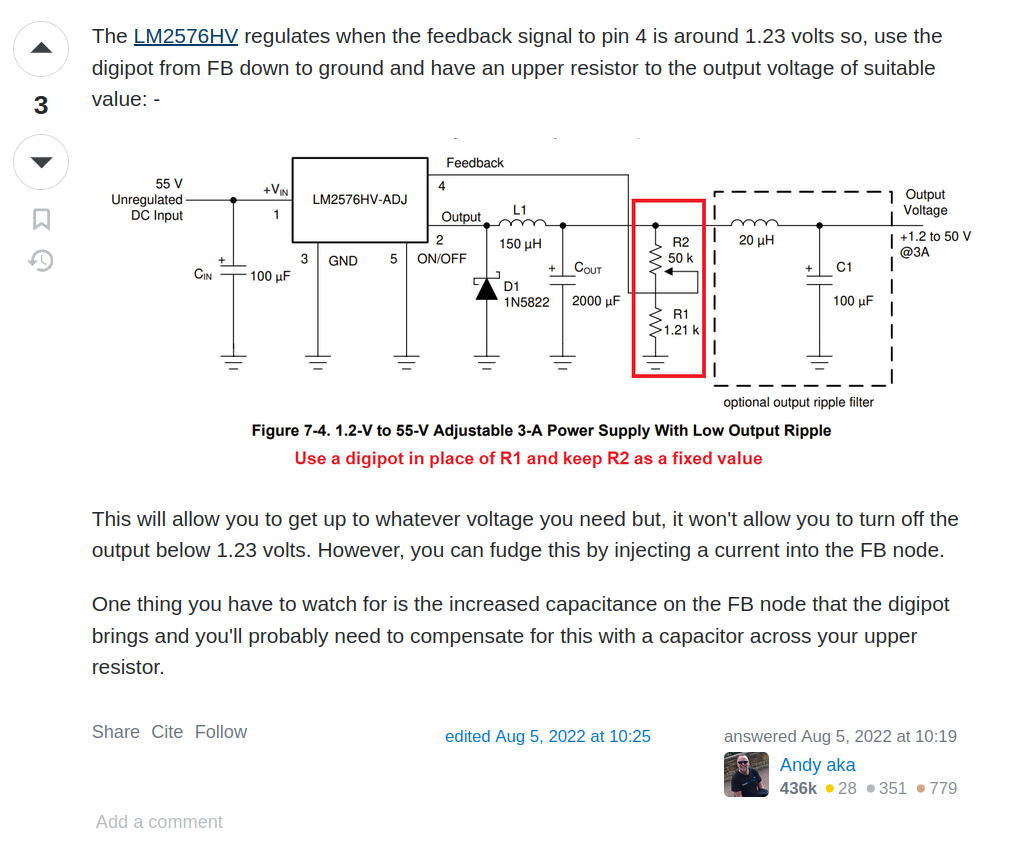 The LM2576HV regulates when the feedback signal to pin 4 is around 1.23 volts so, use the
3
digipot from FB down to ground and have an upper resistor to the output voltage of suitable
value: -
Feedback
4
55 V
Unregulated
DC Input
+VIN
1
LM2576HV-ADJ
Output
2
L1
150 µH
3
GND
5
ON/OFF
CIN
+
100 µF
D1
1N5822
+
COUT
2000 µF
R2
50 k
R1
1.21 k
20 µH
+
C1
100 µF
Output
Voltage
+1.2 to 50 V
@3A
optional output ripple filter
Figure 7-4. 1.2-V to 55-V Adjustable 3-A Power Supply With Low Output Ripple
Use a digipot in place of R1 and keep R2 as a fixed value
This will allow you to get up to whatever voltage you need but, it won't allow you to turn off the
output below 1.23 volts. However, you can fudge this by injecting a current into the FB node.
One thing you have to watch for is the increased capacitance on the FB node that the digipot
brings and you'll probably need to compensate for this with a capacitor across your upper
resistor.
Share Cite Follow
edited Aug 5, 2022 at 10:25
answered Aug 5, 2022 at 10:19
Andy aka
436k 28 351 779
Add a comment